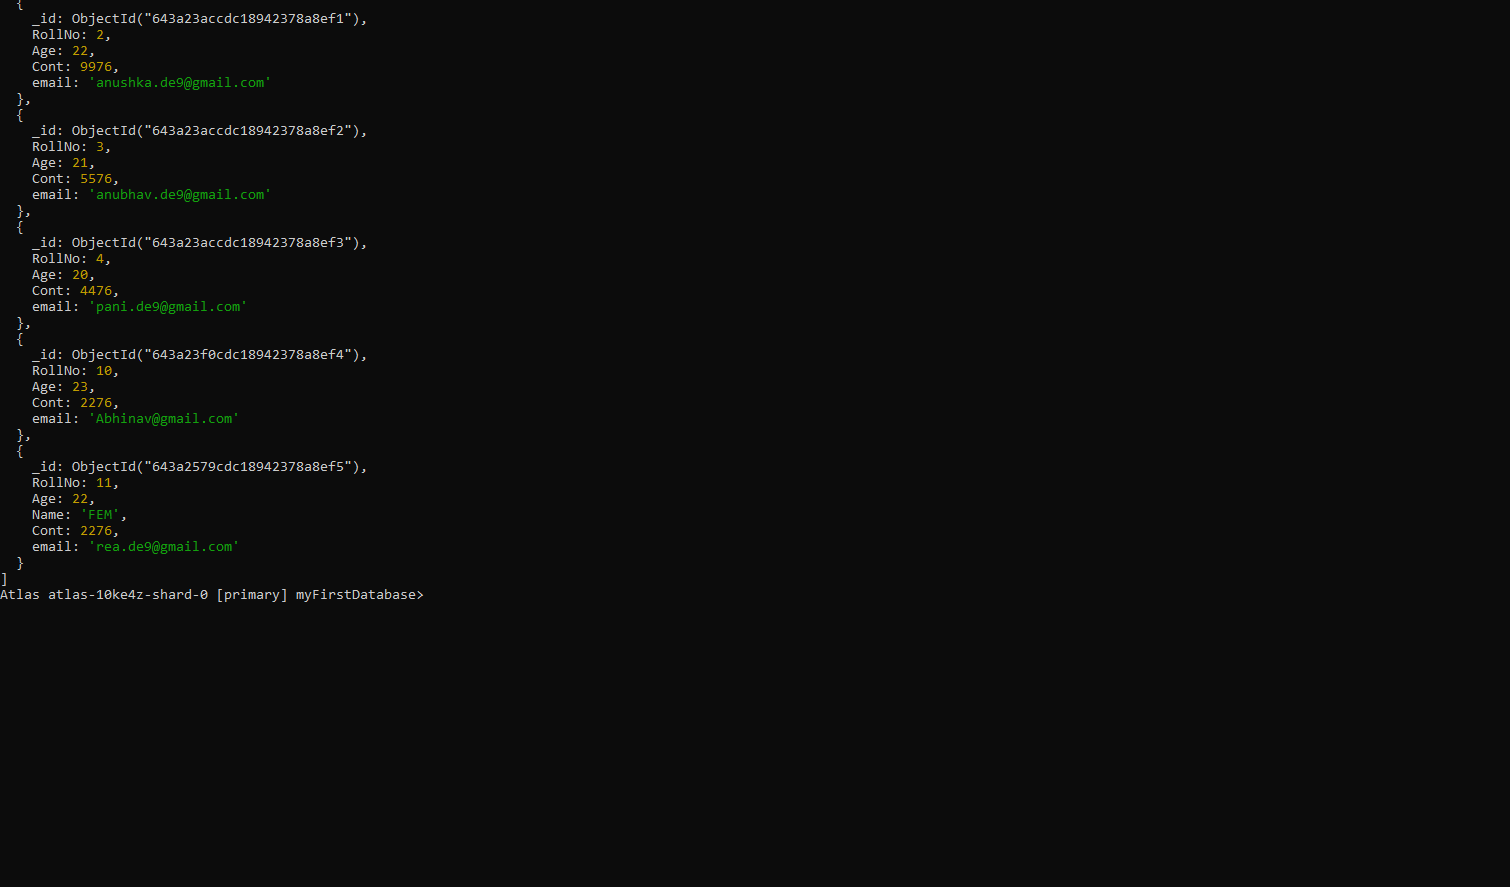 {
_id: ObjectId("643a23accdc18942378a8ef1"),
RollNo: 2,
Age: 22,
Cont: 9976,
email: 'anushka.de9@gmail.com'
},
{
_id: ObjectId("643a23accdc18942378a8ef2"),
RollNo: 3,
Age: 21,
Cont: 5576,
email: 'anubhav.de9@gmail.com'
},
{
_id: ObjectId("643a23accdc18942378a8ef3"),
RollNo: 4,
Age: 20,
Cont: 4476,
email: 'pani.de9@gmail.com'
},
{
_id: ObjectId("643a23f0cdc18942378a8ef4"),
RollNo: 10,
Age: 23,
Cont: 2276,
email: 'Abhinav@gmail.com'
},
{
_id: ObjectId("643a2579cdc18942378a8ef5"),
RollNo: 11,
Age: 22,
Name: 'FEM',
Cont: 2276,
email: 'rea.de9@gmail.com'
}
]
Atlas atlas-10ke4z-shard-0 [primary] myFirstDatabase>